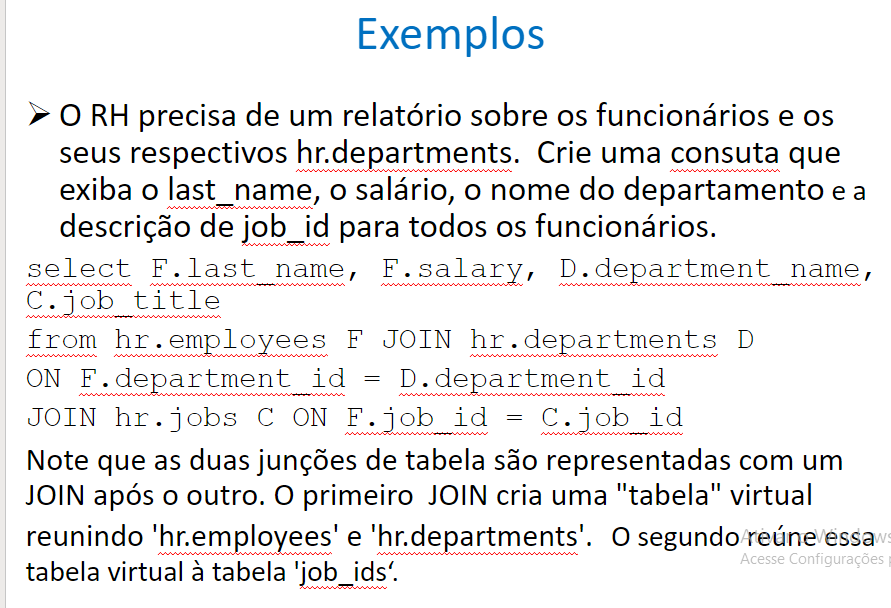 Exemplos
➢ O RH precisa de um relatório sobre os funcionários e os
seus respectivos hr.departments.  Crie uma consuta que
exiba o last_name, o salário, o nome do departamento e a
descrição de job_id para todos os funcionários.
select F.last_name, F.salary, D.department_name,
C.job_title
from hr.employees F JOIN hr.departments D
ON F.department_id = D.department_id
JOIN hr.jobs C ON F.job_id = C.job_id
Note que as duas junções de tabela são representadas com um
JOIN após o outro. O primeiro  JOIN cria uma "tabela" virtual
reunindo 'hr.employees' e 'hr.departments'.   O segundo reúne essa
tabela virtual à tabela 'job_ids‘.
Ativar o Windows
Acesse Configurações